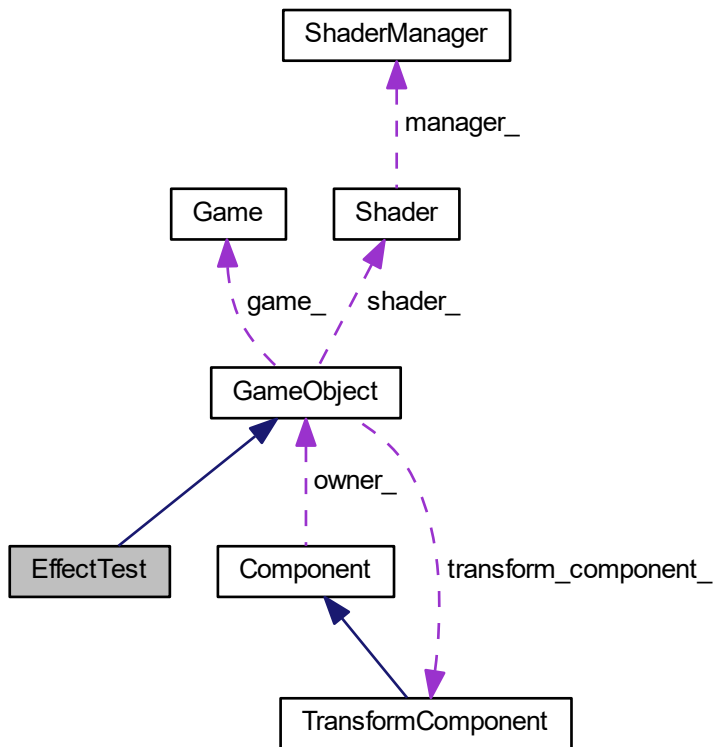 ShaderManager
manager_
Game
Shader
game_
shader_
GameObject
owner_
EffectTest
Component
transform_component_
TransformComponent